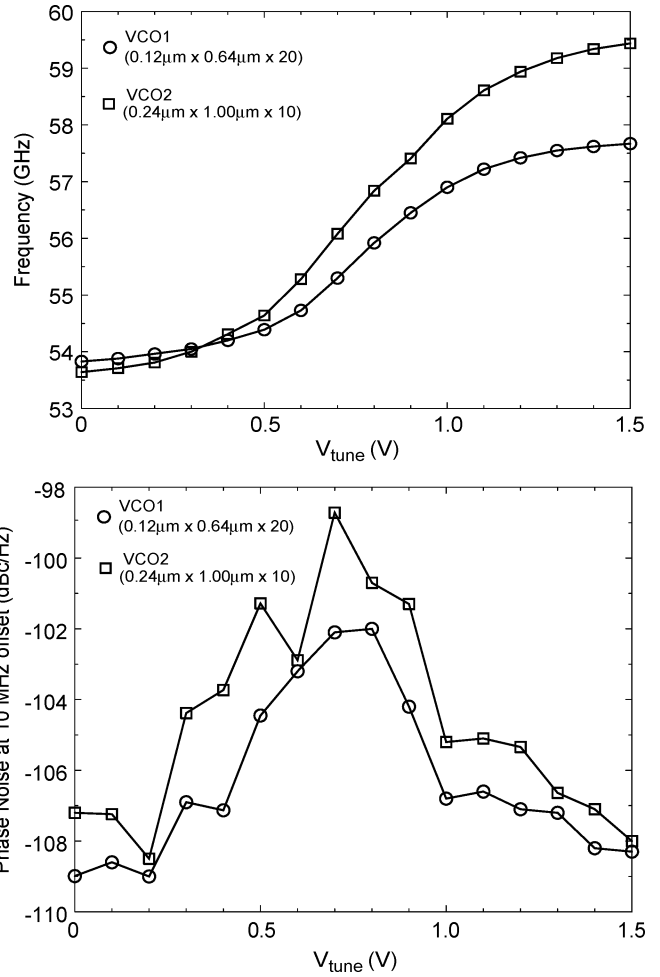 60
59
58
57
56
55
54
53
Frequency (GHz)
VCO1
(0.12μm x 0.64μm x 20)
VCO2
(0.24μm x 1.00μm x 10)
0
0.5
1.0
1.5
Vtune (V)
-98
-100
-102
-104
-106
-108
-110
Phase Noise at 10 MHz offset (dBc/Hz)
VCO1
(0.12μm x 0.64μm x 20)
VCO2
(0.24μm x 1.00μm x 10)
0
0.5
1.0
1.5
Vtune (V)